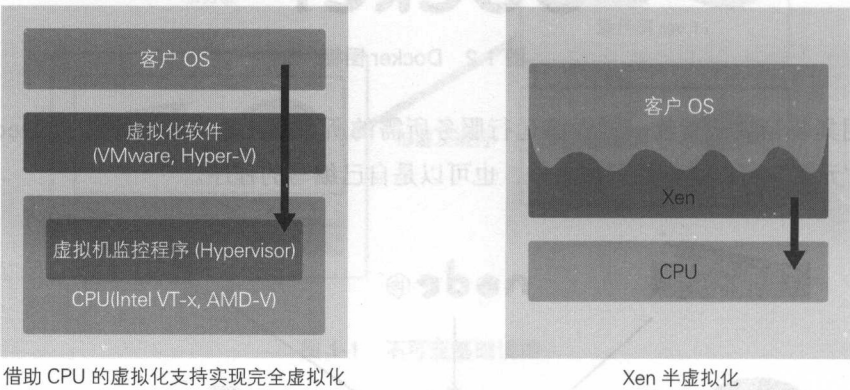 客户 OS
虚拟化软件
(VMware, Hyper-V)
虚拟机监控程序 (Hypervisor)
CPU(Intel VT-x, AMD-V)
借助 CPU 的虚拟化支持实现完全虚拟化
客户 OS
Xen
CPU
Xen 半虚拟化